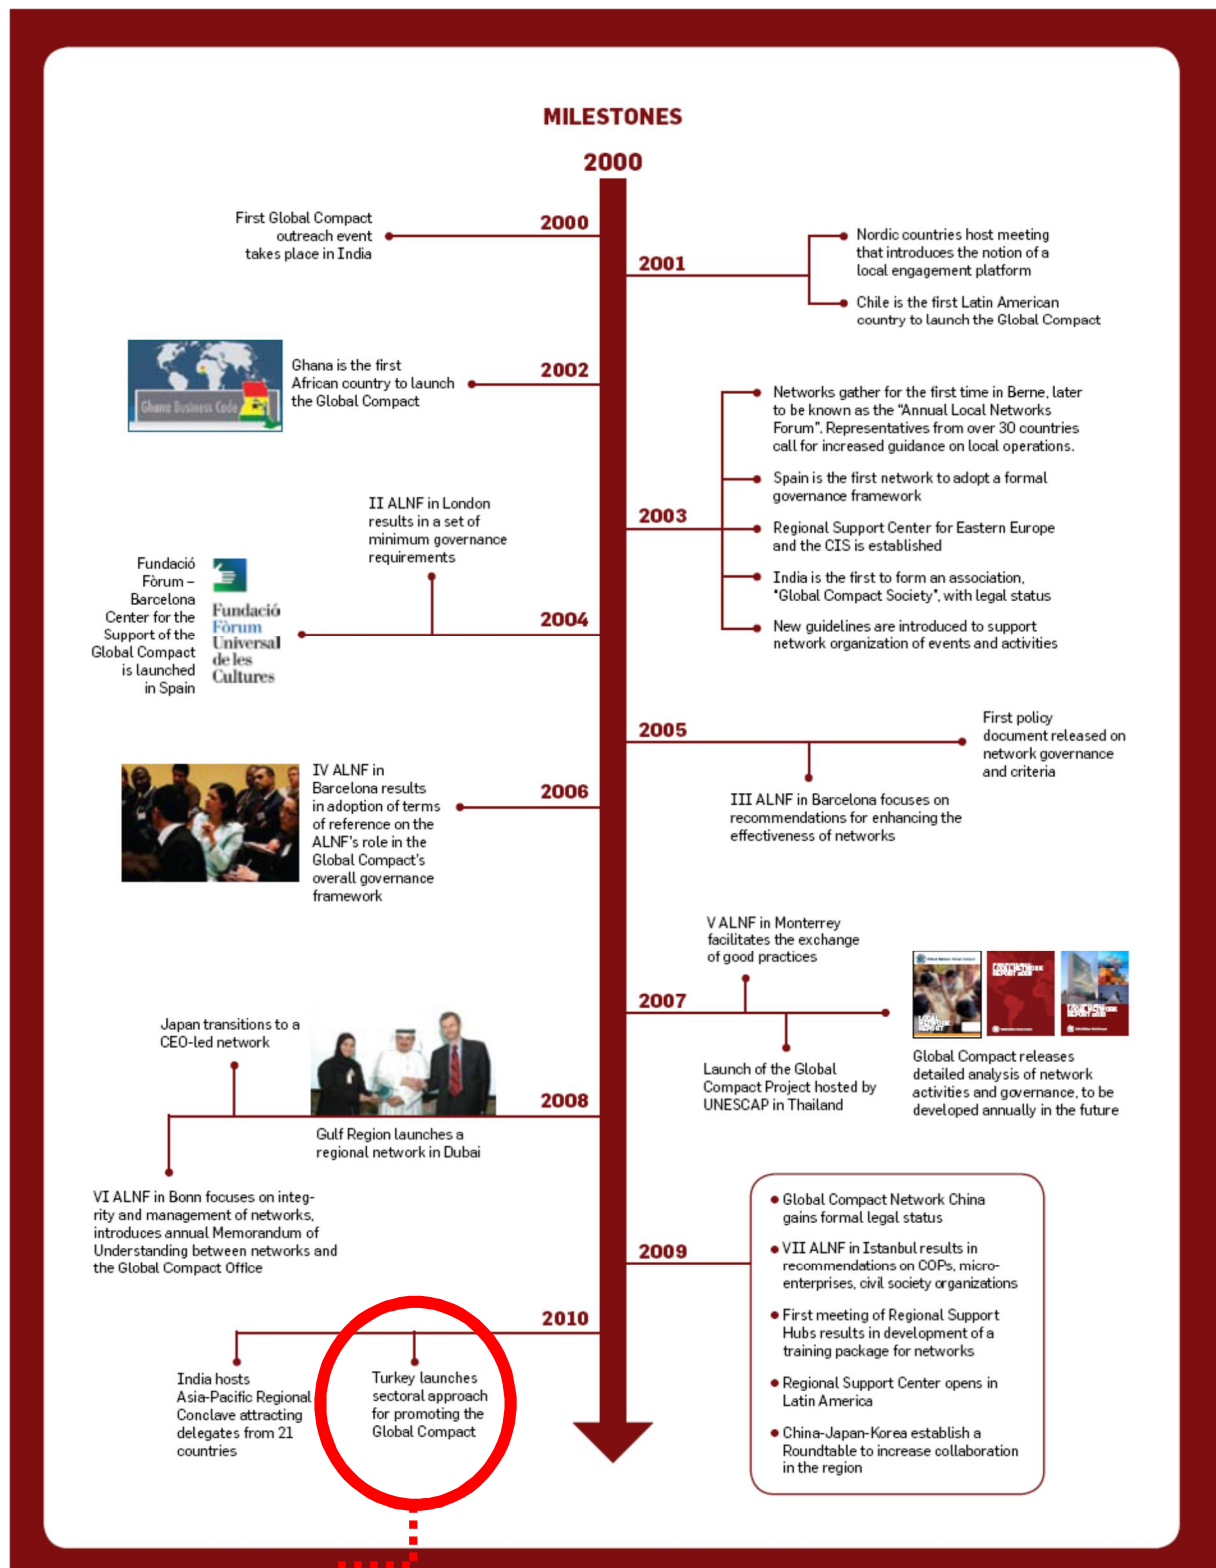 MILESTONES
2000
2000
First Global Compact
outreach event
takes place in India
2001
Nordic countries host meeting
that introduces the notion of a
local engagement platform
Chile is the first Latin American
country to launch the Global Compact
2002
Ghana Business Code
Ghana is the first
African country to launch
the Global Compact
2003
Networks gather for the first time in Berne, later
to be known as the “Annual Local Networks
Forum”. Representatives from over 30 countries
call for increased guidance on local operations.
Spain is the first network to adopt a formal
governance framework
Regional Support Center for Eastern Europe
and the CIS is established
India is the first to form an association,
“Global Compact Society”, with legal status
New guidelines are introduced to support
network organization of events and activities
2004
II ALNF in London
results in a set of
minimum governance
requirements
Fundació
Fòrum –
Barcelona
Center for the
Support of the
Global Compact
is launched
in Spain
Fundació
Fòrum
Universal
de les
Cultures
2005
First policy
document released on
network governance
and criteria
III ALNF in Barcelona focuses on
recommendations for enhancing the
effectiveness of networks
2006
IV ALNF in
Barcelona results
in adoption of terms
of reference on the
ALNF’s role in the
Global Compact’s
overall governance
framework
2007
V ALNF in Monterrey
facilitates the exchange
of good practices
Launch of the Global
Compact Project hosted by
UNESCAP in Thailand
LOCAL
NETWORK
REPORT
LOCAL NETWORK
Global Compact releases
detailed analysis of network
activities and governance, to be
developed annually in the future
2008
Japan transitions to a
CEO-led network
Gulf Region launches a
regional network in Dubai
VI ALNF in Bonn focuses on integ-
rity and management of networks,
introduces annual Memorandum of
Understanding between networks and
the Global Compact Office
2009
Global Compact Network China
gains formal legal status
VII ALNF in Istanbul results in
recommendations on COPs, micro-
enterprises, civil society organizations
First meeting of Regional Support
Hubs results in development of a
training package for networks
Regional Support Center opens in
Latin America
China-Japan-Korea establish a
Roundtable to increase collaboration
in the region
2010
India hosts
Asia-Pacific Regional
Conclave attracting
delegates from 21
countries
Turkey launches
sectoral approach
for promoting the
Global Compact